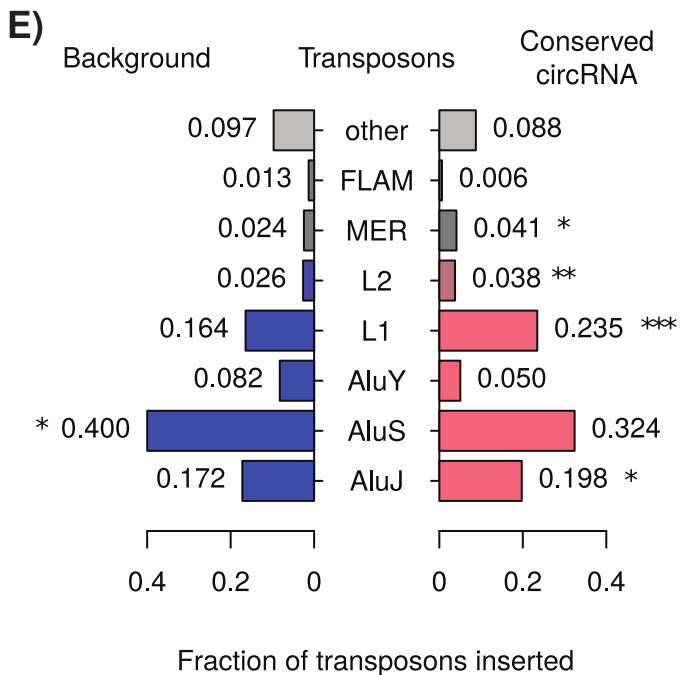 E)
Background Transposons Conserved circRNA
0.097 other 0.088
0.013 FLAM 0.006
0.024 MER 0.041 *
0.026 L2 0.038 **
0.164 L1 0.235 ***
0.082 AluY 0.050
* 0.400 AluS 0.324
0.172 AluJ 0.198 *
0.4 0.2 0 0 0.2 0.4
Fraction of transposons inserted